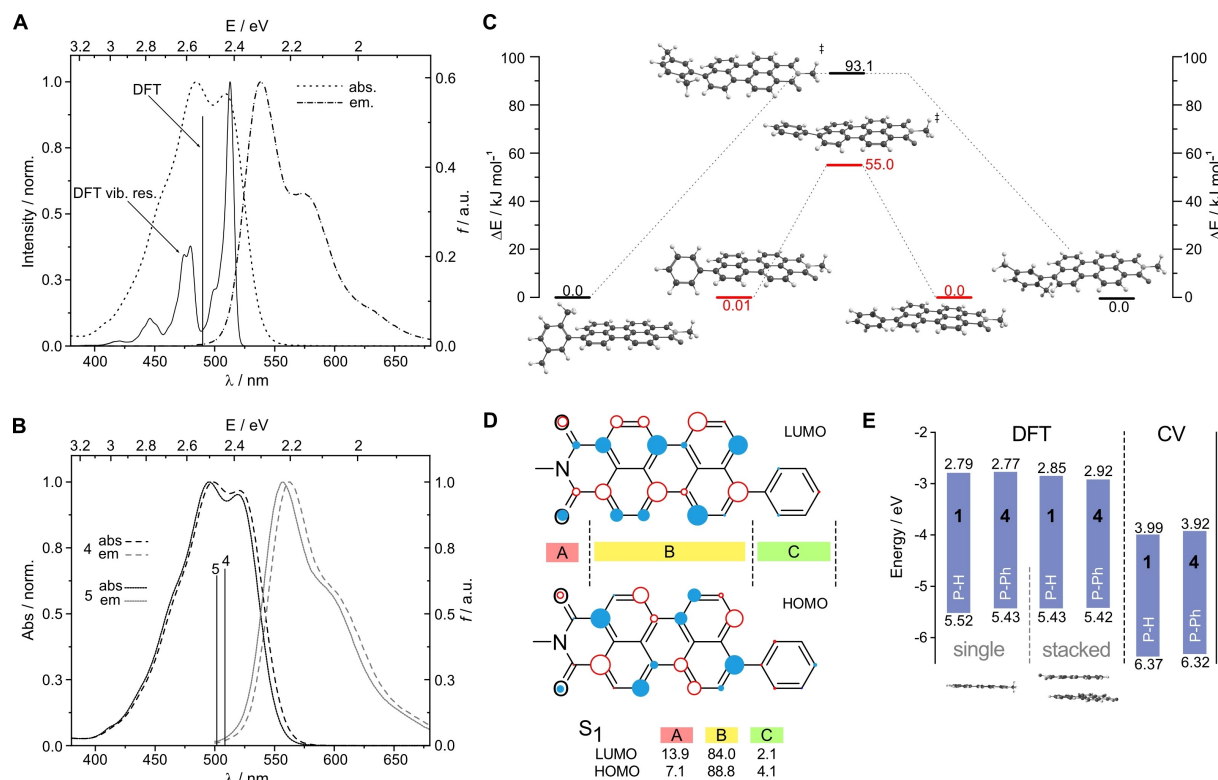 A
E / eV
3.2 3 2.8 2.6 2.4 2.2 2
Intensity / norm.
1.0
0.8
0.5
0.3
0.0
DFT
DFT vib. res.
abs.
em.
0.6
0.4
0.2
0.0
f / a.u.
400 450 500 550 600 650
λ / nm
B
E / eV
3.2 3 2.8 2.6 2.4 2.2 2
Abs / norm.
1.0
0.8
0.5
0.3
0.0
4 abs
em
5 abs
em
5 4
0.8
0.6
0.4
0.2
0.0
f / a.u.
400 450 500 550 600 650
λ / nm
C
ΔE / kJ mol-1
100
80
60
40
20
0
‡
93.1
‡
55.0
0.0
0.01
0.0
0.0
100
80
60
40
20
0
ΔE / kJ mol-1
D
LUMO
O
N
O
A B C
HOMO
O
N
O
S1 A B C
LUMO 13.9 84.0 2.1
HOMO 7.1 88.8 4.1
E
DFT CV
Energy / eV
-2
-3
-4
-5
-6
2.79 2.77 2.85 2.92 3.99 3.92
1 4 1 4 1 4
P-H P-Ph P-H P-Ph P-H P-Ph
5.52 5.43 5.43 5.42 6.37 6.32
single stacked